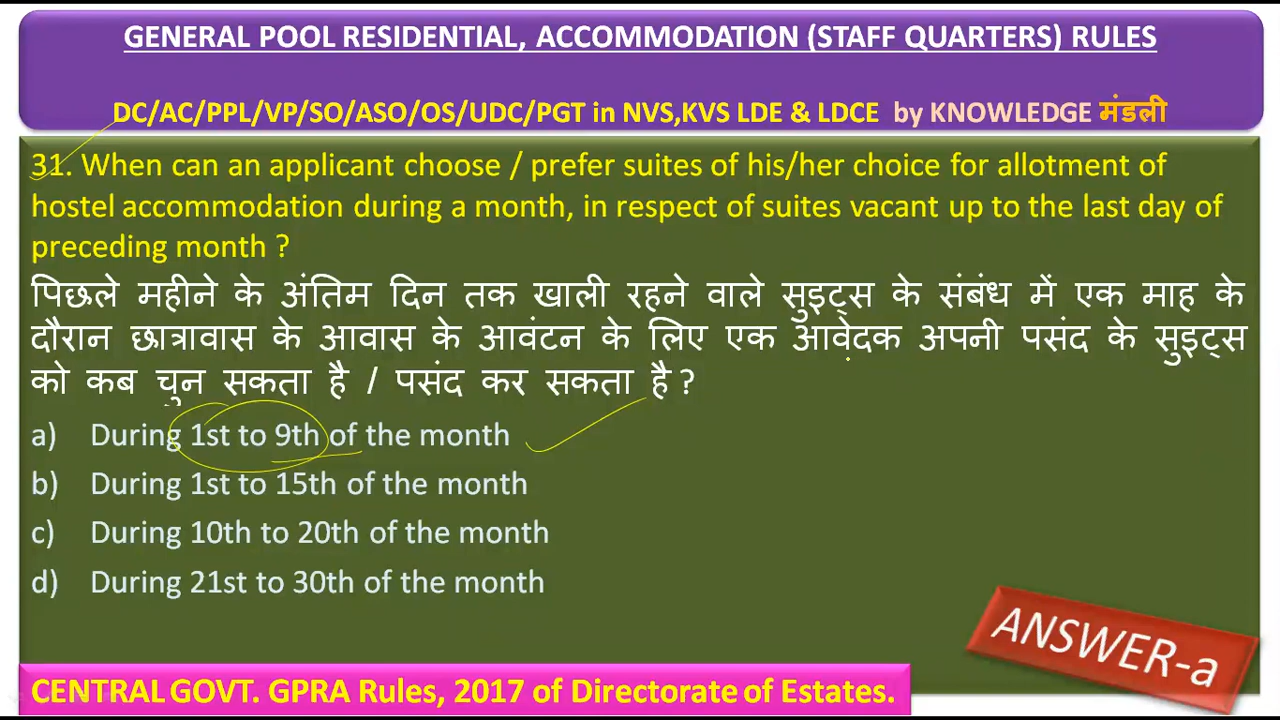 GENERAL POOL RESIDENTIAL, ACCOMMODATION (STAFF QUARTERS) RULES
DC/AC/PPL/VP/SO/ASO/OS/UDC/PGT in NVS,KVS LDE & LDCE by KNOWLEDGE मंडली
31. When can an applicant choose / prefer suites of his/her choice for allotment of
hostel accommodation during a month, in respect of suites vacant up to the last day of
preceding month ?
पिछले महीने के अंतिम दिन तक खाली रहने वाले सुइट्स के संबंध में एक माह के
दौरान छात्रावास के आवास के आवंटन के लिए एक आवेदक अपनी पसंद के सुइट्स
को कब चुन सकता है / पसंद कर सकता है ?
a) During 1st to 9th of the month
b) During 1st to 15th of the month
c) During 10th to 20th of the month
d) During 21st to 30th of the month
ANSWER-a
CENTRAL GOVT. GPRA Rules, 2017 of Directorate of Estates.